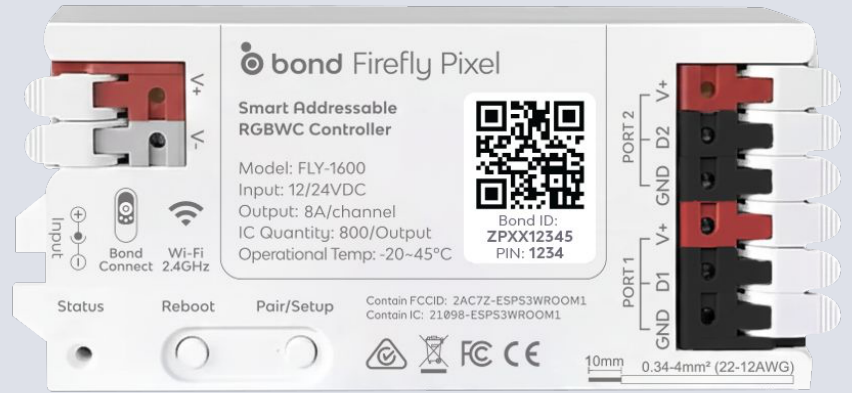 bond Firefly Pixel
Smart Addressable
RGBWC Controller
Model: FLY-1600
Input: 12/24VDC
Output: 8A/channel
IC Quantity: 800/Output
Operational Temp: -20~45°C
Bond ID:
ZPXX12345
PIN: 1234
V+
V-
Input
+
-
Bond
Connect
Wi-Fi
2.4GHz
PORT 2
V+
D2
GND
PORT 1
V+
D1
GND
Status
Reboot
Pair/Setup
Contain FCCID: 2AC7Z-ESPS3WROOM1
Contain IC: 21098-ESPS3WROOM1
FC CE
10mm
0.34-4mm² (22-12AWG)